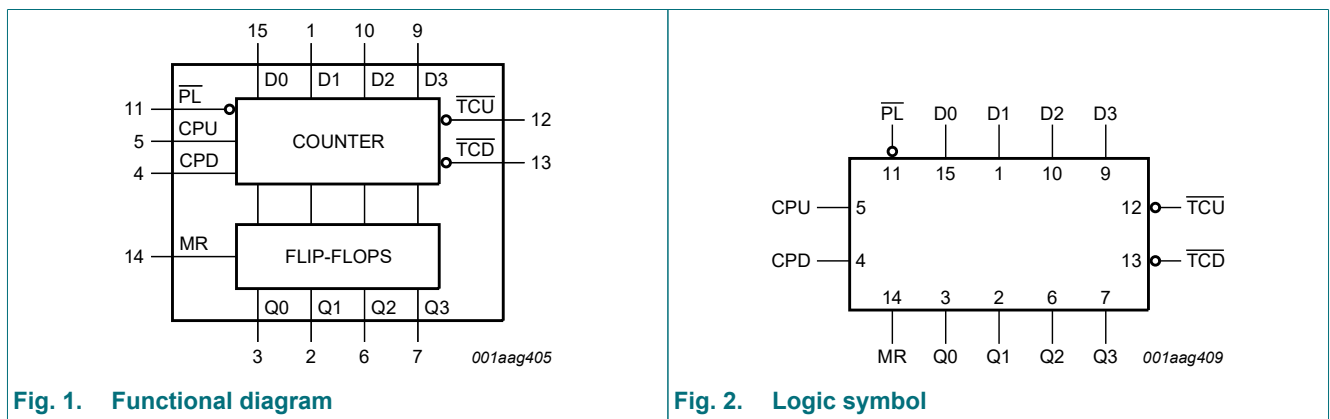 15 1 10 9
D0 D1 D2 D3
11 PL
TCU 12
5 CPU
COUNTER
4 CPD
TCD 13
14 MR
FLIP-FLOPS
Q0 Q1 Q2 Q3
3 2 6 7
001aag405
Fig. 1. Functional diagram
PL D0 D1 D2 D3
11 15 1 10 9
CPU 5
12 TCU
CPD 4
13 TCD
14 3 2 6 7
MR Q0 Q1 Q2 Q3
001aag409
Fig. 2. Logic symbol